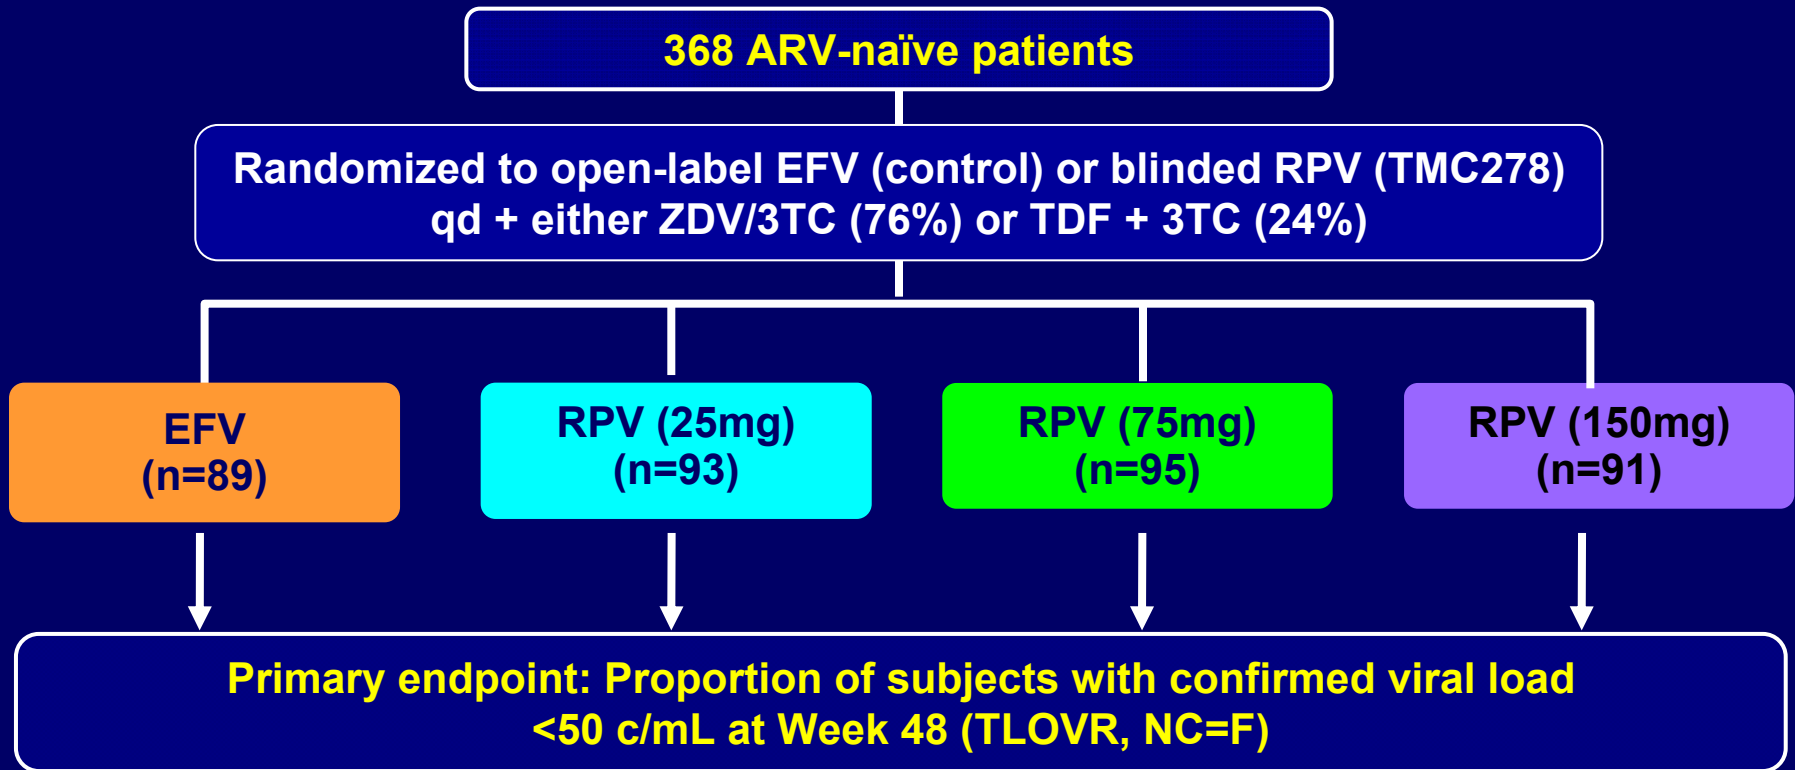 368 ARV-naïve patients
Randomized to open-label EFV (control) or blinded RPV (TMC278)
qd + either ZDV/3TC (76%) or TDF + 3TC (24%)
EFV
(n=89)
RPV (25mg)
(n=93)
RPV (75mg)
(n=95)
RPV (150mg)
(n=91)
Primary endpoint: Proportion of subjects with confirmed viral load
<50 c/mL at Week 48 (TLOVR, NC=F)